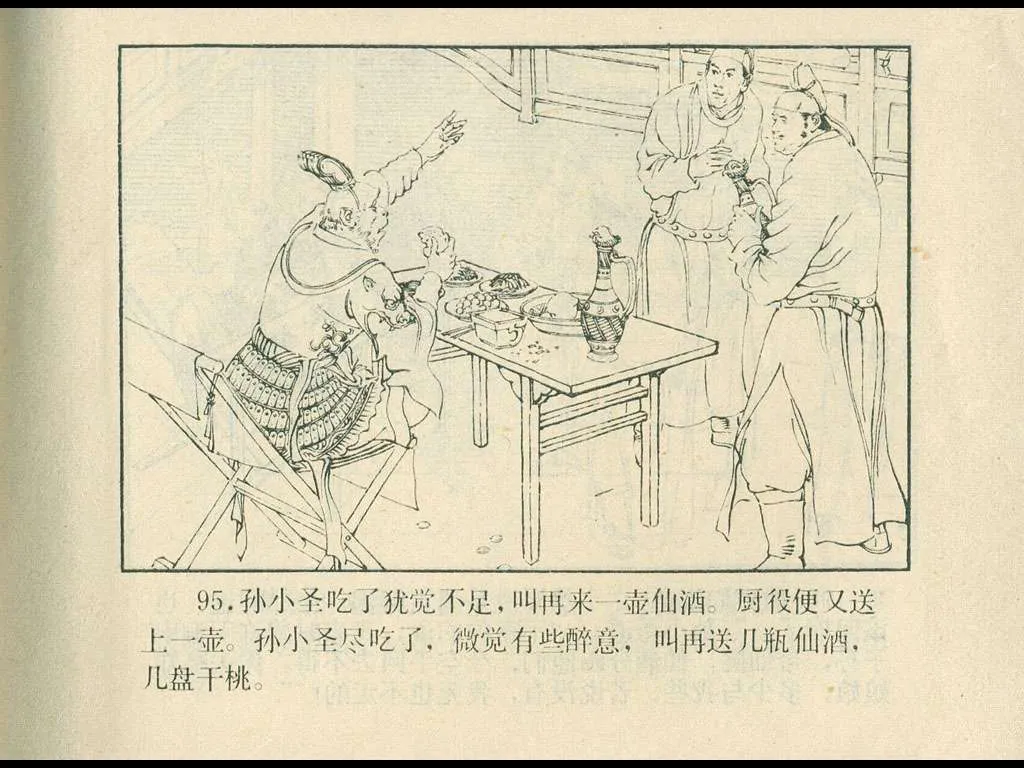 95.孙小圣吃了犹觉不足,叫再来一壶仙酒。厨役便又送
上一壶。孙小圣尽吃了,微觉有些醉意,叫再送几瓶仙酒,
几盘干桃。